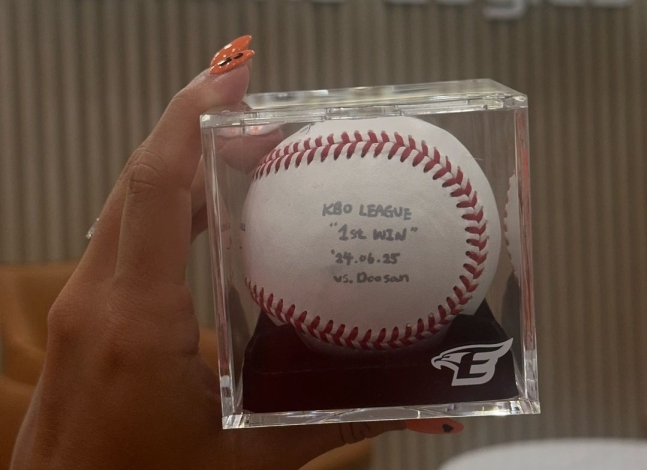 KBO LEAGUE
"1st WIN"
'24.06.25
vs. Doosan
E